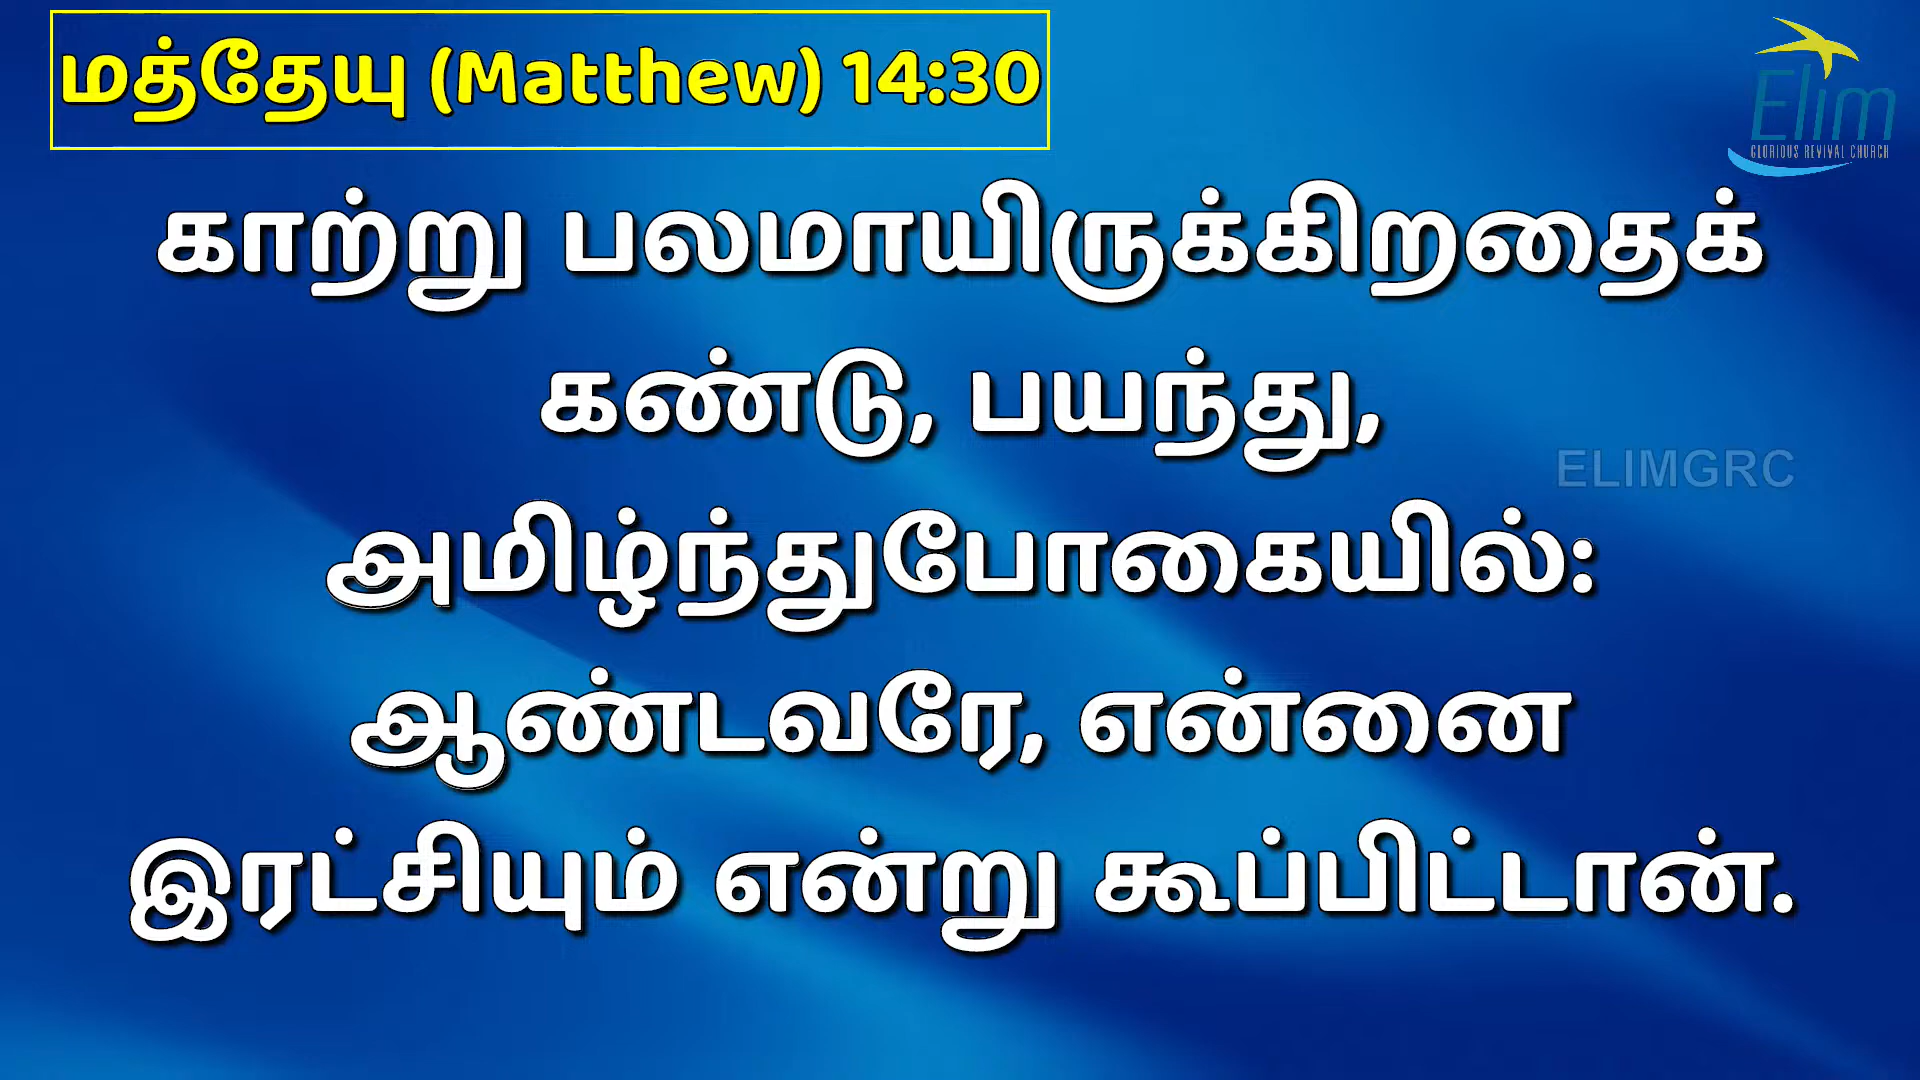 மத்தேயு (Matthew) 14:30
Elim
GLORIOUS REVIVAL CHURCH
காற்று பலமாயிருக்கிறதைக்
கண்டு, பயந்து,
ELIMGRC
அமிழ்ந்துபோகையில்:
ஆண்டவரே, என்னை
இரட்சியும் என்று கூப்பிட்டான்.